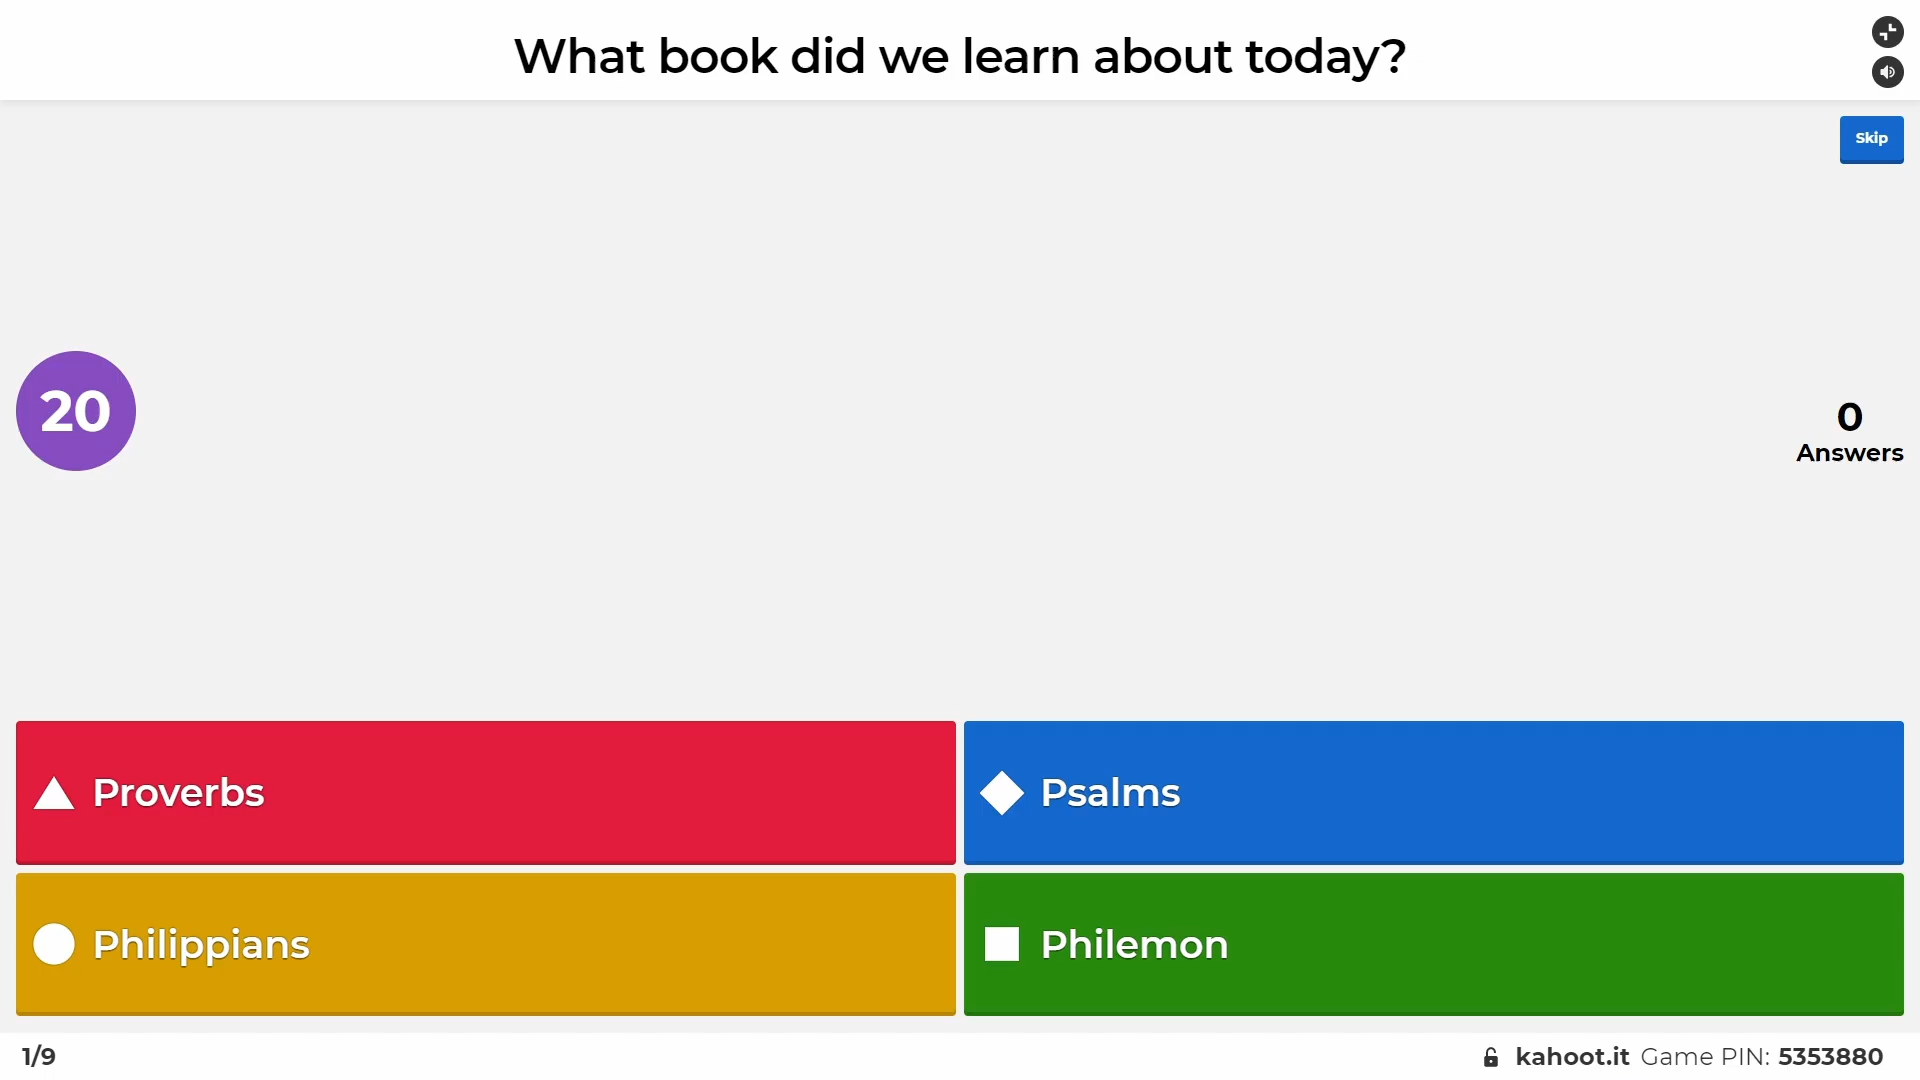 What book did we learn about today?
Skip
20
0
Answers
Proverbs
Psalms
Philippians
Philemon
1/9
kahoot.it Game PIN: 5353880